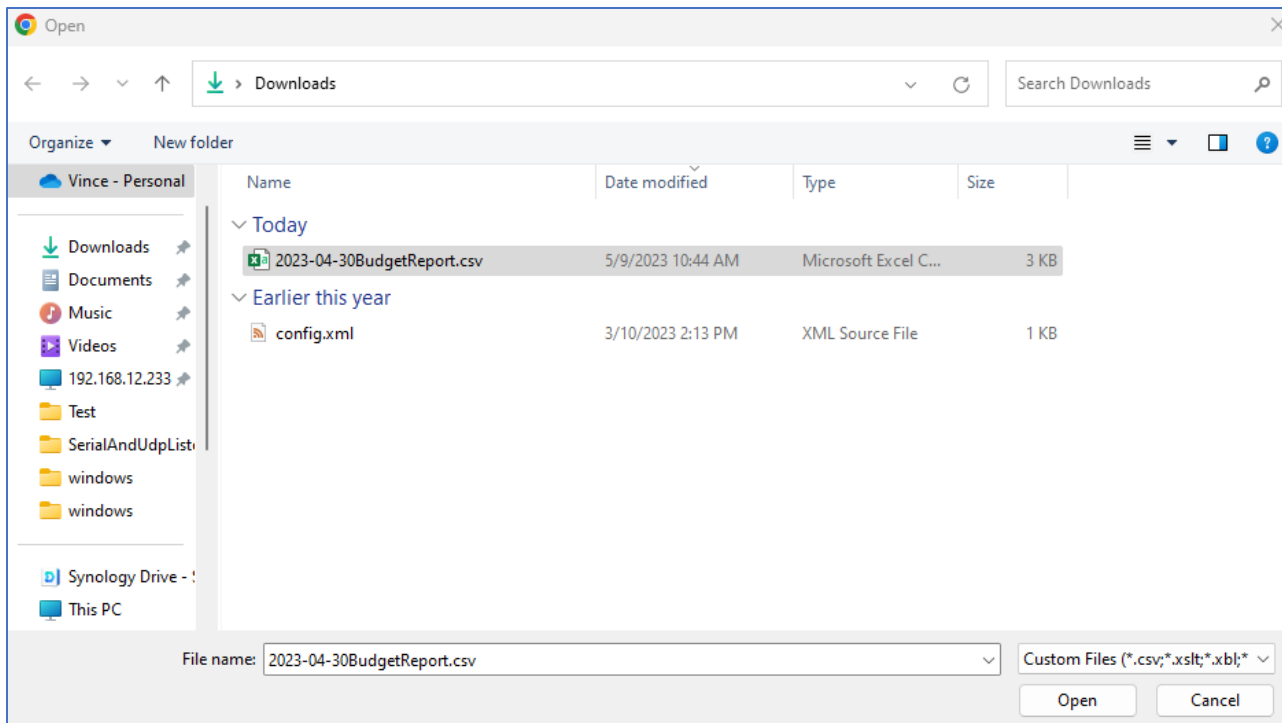 Open
Downloads
Search Downloads
Organize New folder
Vince - Personal
Name Date modified Type Size
Today
Downloads
2023-04-30BudgetReport.csv 5/9/2023 10:44 AM Microsoft Excel C... 3 KB
Documents
Earlier this year
Music
config.xml 3/10/2023 2:13 PM XML Source File 1 KB
Videos
192.168.12.233
Test
SerialAndUdpListe
windows
windows
Synology Drive - S
This PC
File name: 2023-04-30BudgetReport.csv Custom Files (*.csv;*.xslt;*.xbl;*
Open Cancel